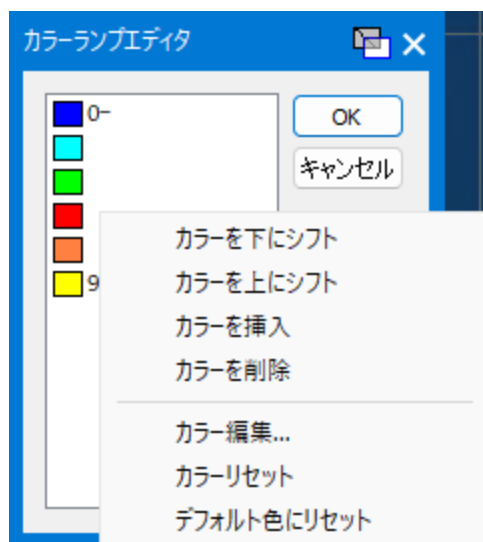 カラーランプエディタ
0-
OK
キャンセル
9
カラーを下にシフト
カラーを上にシフト
カラーを挿入
カラーを削除
カラー編集...
カラーリセット
デフォルト色にリセット